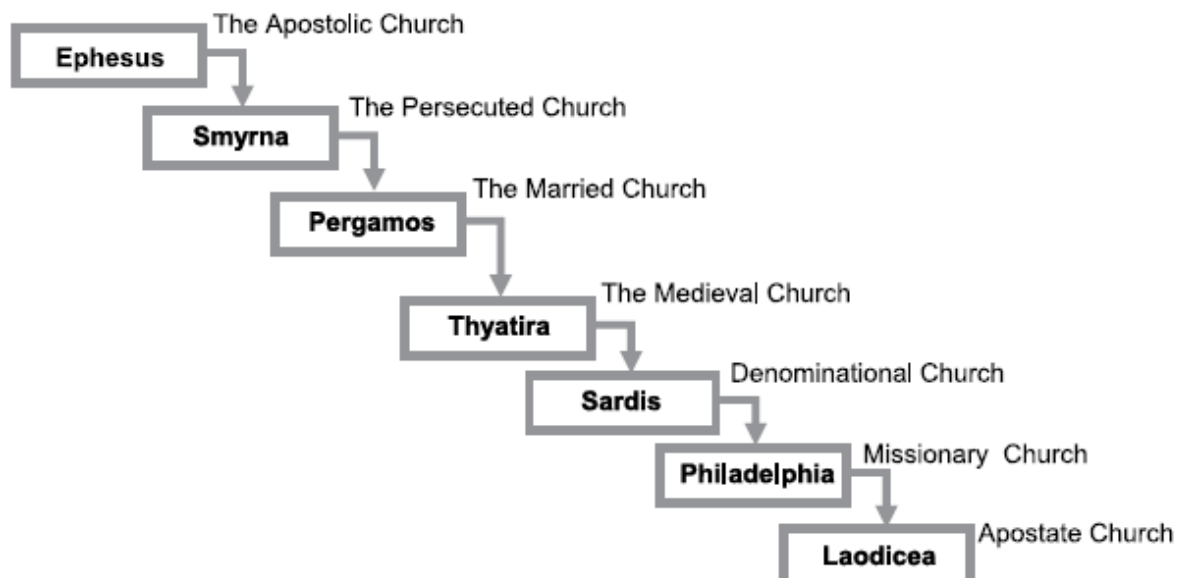 The Apostolic Church
Ephesus
The Persecuted Church
Smyrna
The Married Church
Pergamos
The Medieval Church
Thyatira
Denominational Church
Sardis
Missionary Church
Philadelphia
Apostate Church
Laodicea